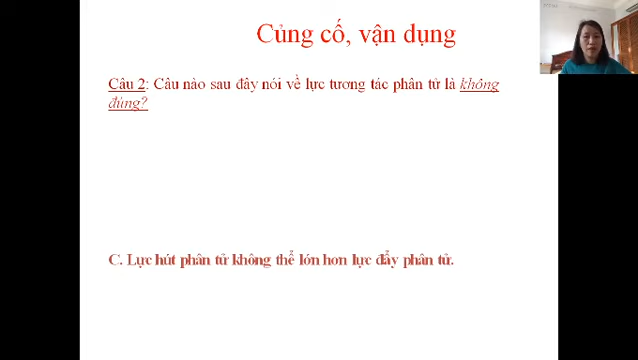 Củng cố, vận dụng
Câu 2: Câu nào sau đây nói về lực tương tác phân tử là không
đúng?
C. Lực hút phân tử không thể lớn hơn lực đẩy phân tử.